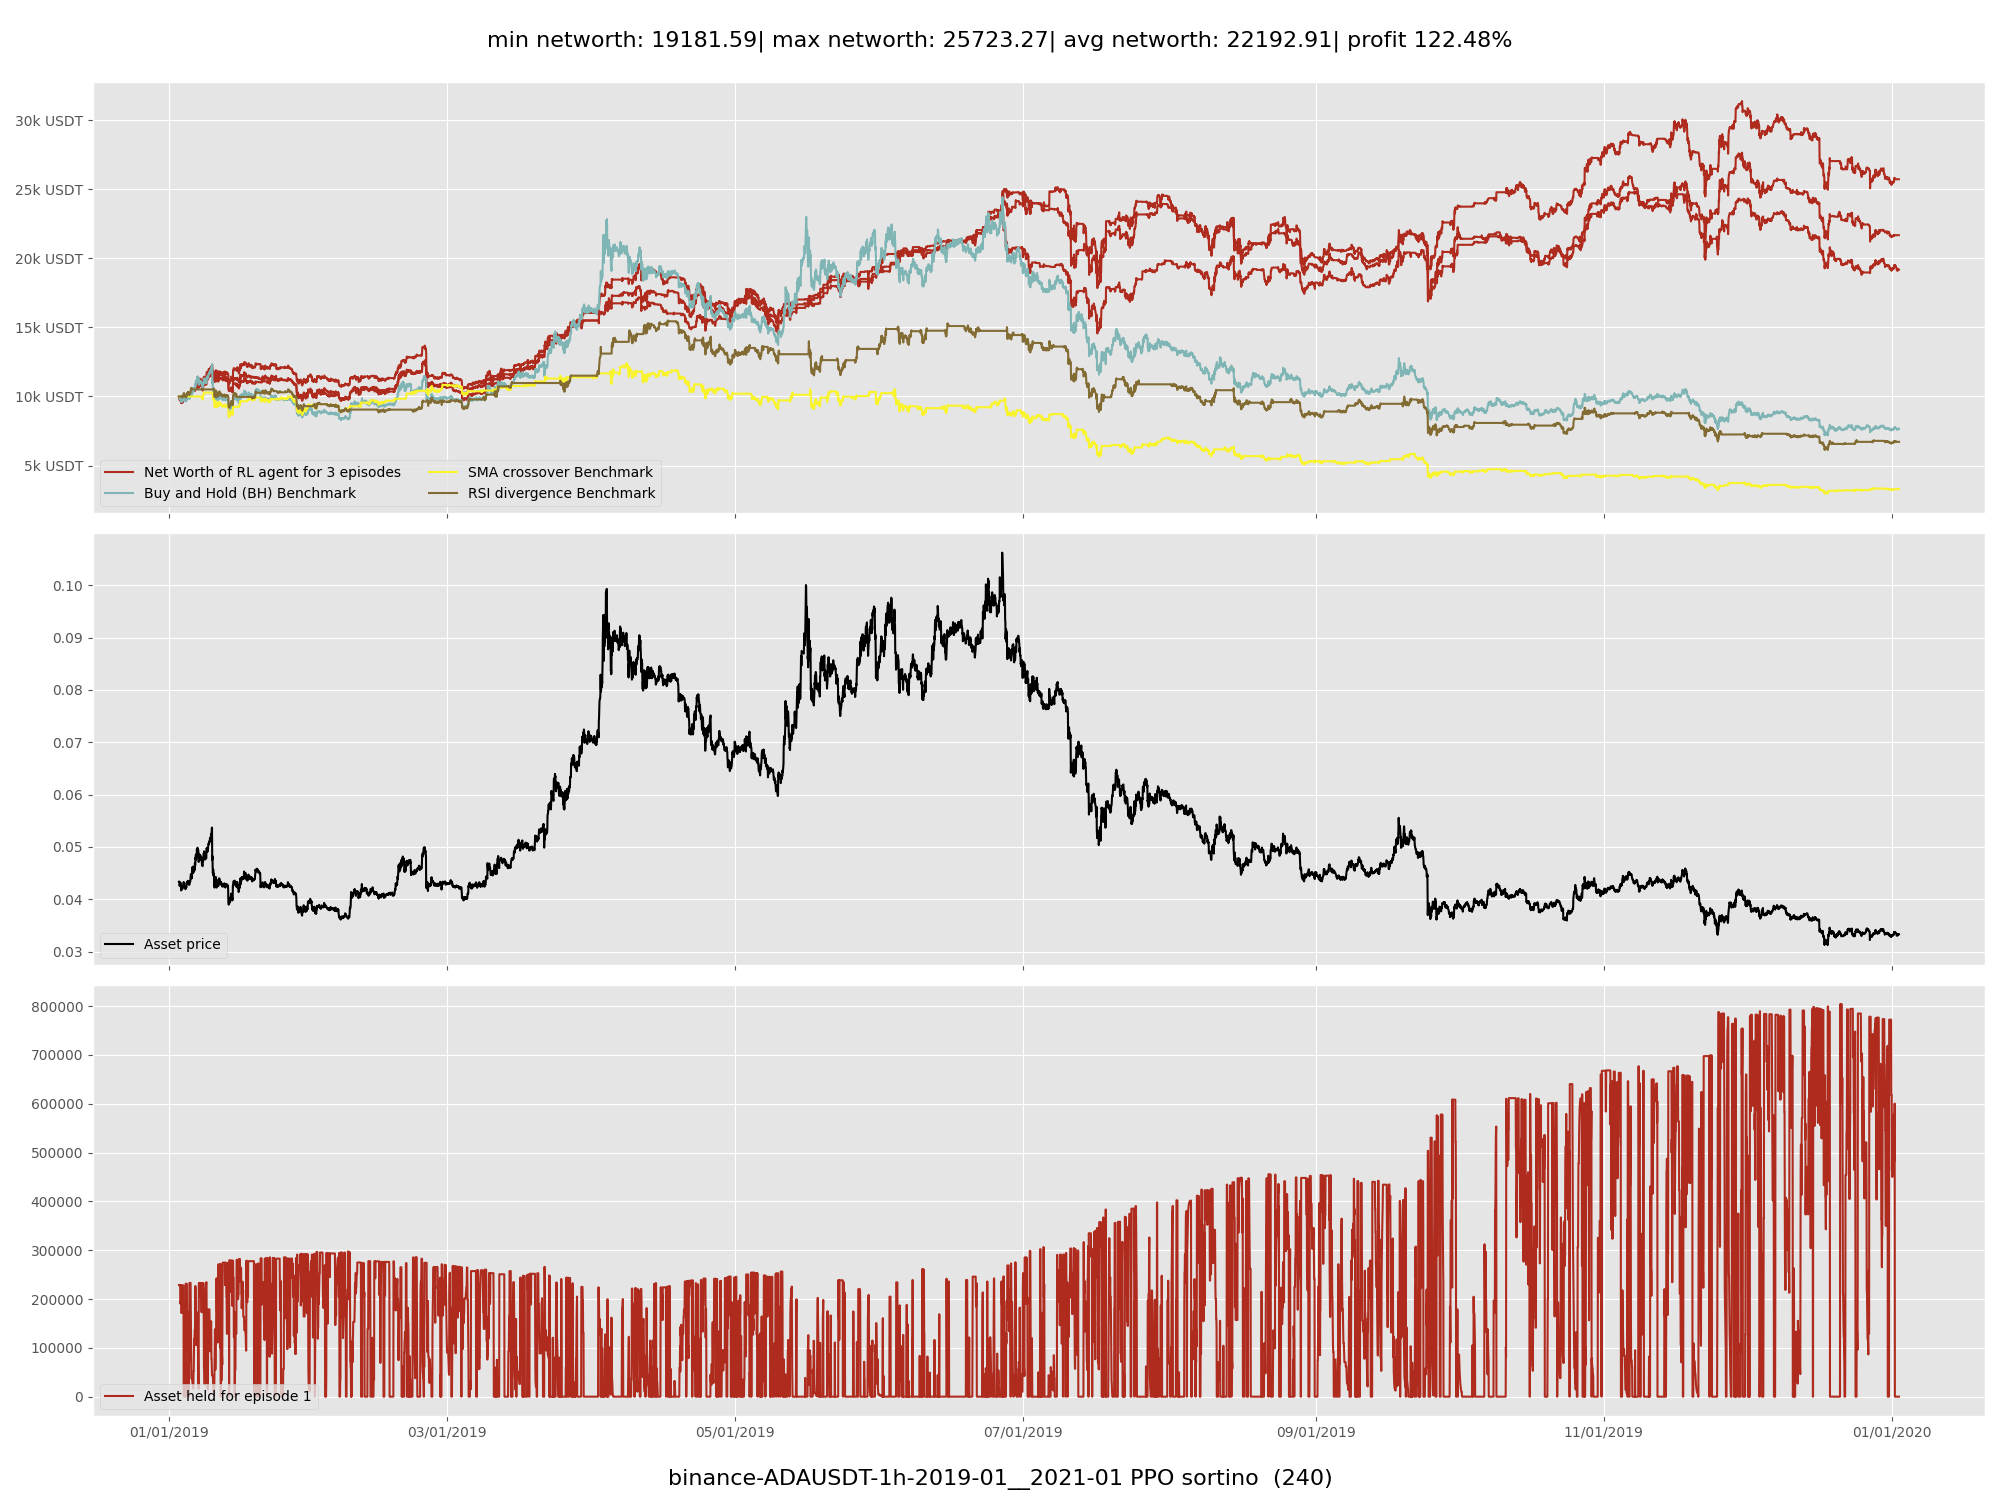 min networth: 19181.59| max networth: 25723.27| avg networth: 22192.91| profit 122.48%
30k USDT
25k USDT
20k USDT
15k USDT
10k USDT
5k USDT
Net Worth of RL agent for 3 episodes
Buy and Hold (BH) Benchmark
SMA crossover Benchmark
RSI divergence Benchmark
0.10
0.09
0.08
0.07
0.06
0.05
0.04
0.03
Asset price
800000
700000
600000
500000
400000
300000
200000
100000
0
Asset held for episode 1
01/01/2019 03/01/2019 05/01/2019 07/01/2019 09/01/2019 11/01/2019 01/01/2020
binance-ADAUSDT-1h-2019-01__2021-01 PPO sortino (240)